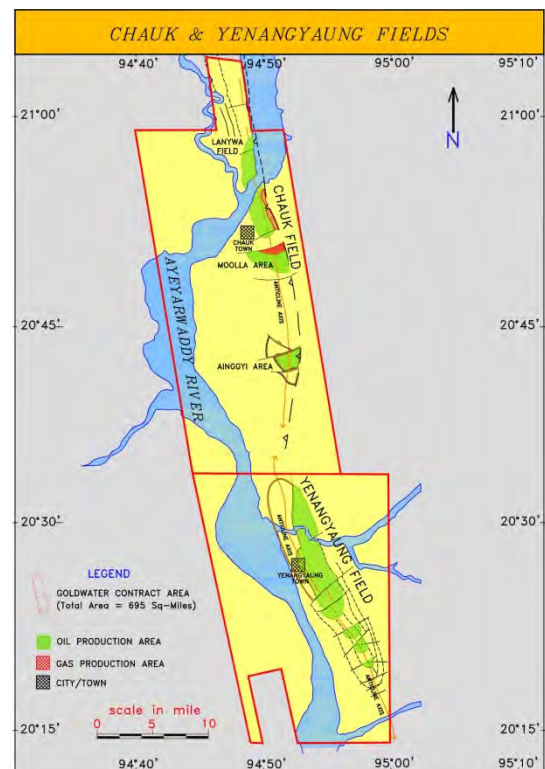 CHAUK & YENANGYAUNG FIELDS
94°40' 94°50' 95°00' 95°10'
21°00' 21°00'
N
LANYWA
FIELD
CHAUK FIELD
CHAUK
TOWN
MOOLLA AREA
ANTICLINE AXIS
20°45' 20°45'
AINGGYI AREA
AYEYARWADDY RIVER
20°30' 20°30'
YENANGYAUNG FIELD
ANTICLINE AXIS
YENANGYAUNG
TOWN
ANTICLINE AXIS
LEGEND
GOLDWATER CONTRACT AREA
(Total Area = 695 Sq-Miles)
OIL PRODUCTION AREA
GAS PRODUCTION AREA
CITY/TOWN
scale in mile
0 5 10
20°15' 20°15'
94°40' 94°50' 95°00' 95°10'